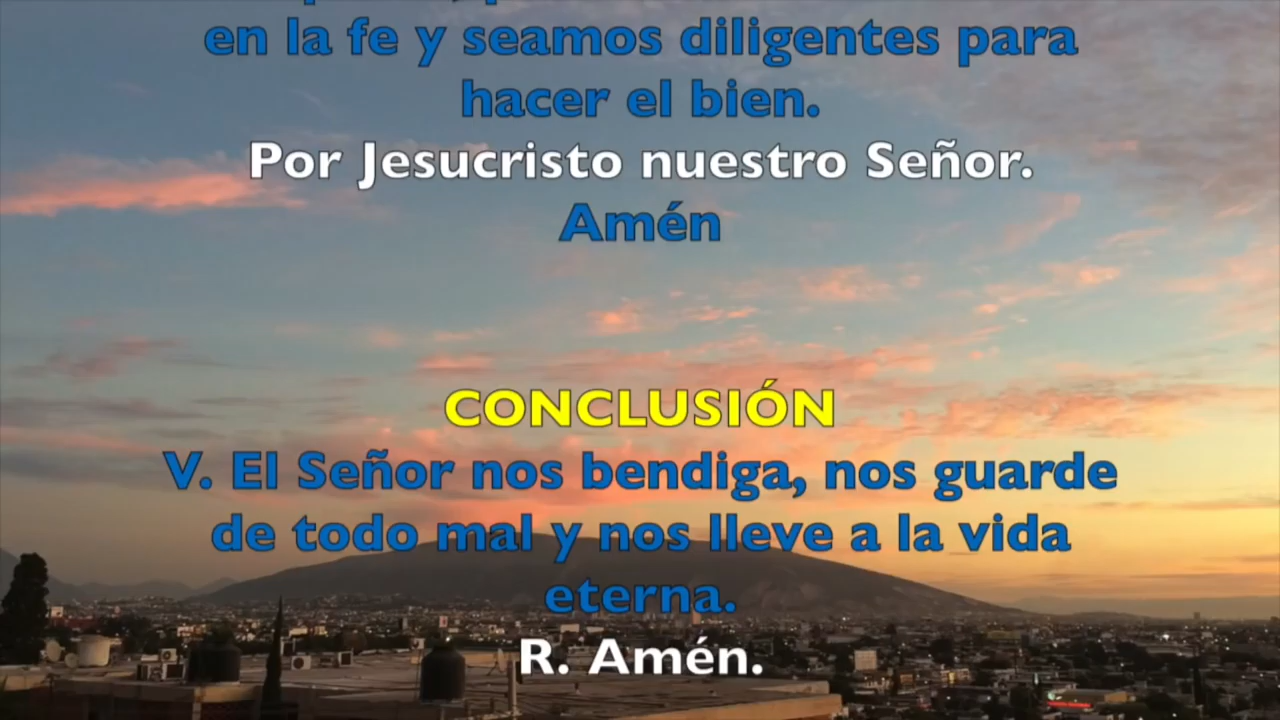 en la fe y seamos diligentes para
hacer el bien.
Por Jesucristo nuestro Señor.
Amén
CONCLUSIÓN
V. El Señor nos bendiga, nos guarde
de todo mal y nos lleve a la vida
eterna.
R. Amén.